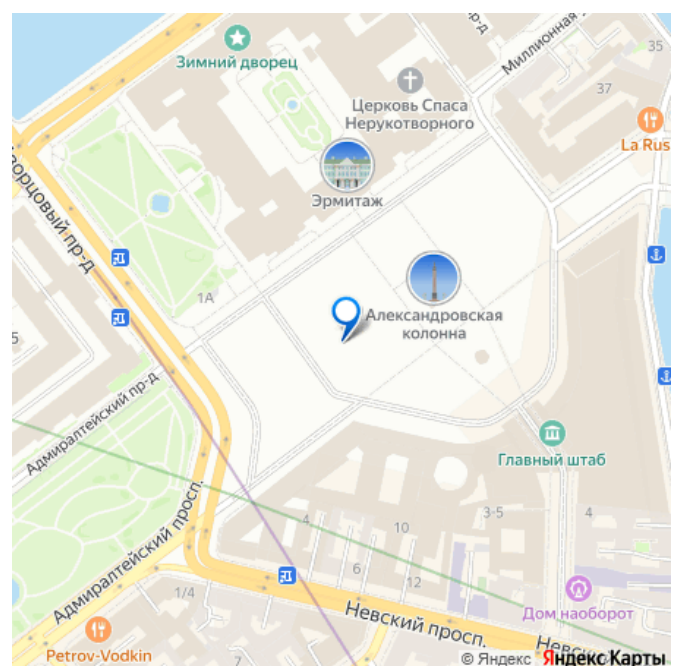 Зимний дворец
Миллионная
35
37
Церковь Спаса
Нерукотворного
La Rus
Эрмитаж
1А
Александровская
колонна
5
Адмиралтейский пр-д
Главный штаб
3-5
4
4
10
6
12
Адмиралтейский просп.
1/4
Невский просп.
Дом наоборот
Petrov-Vodkin
© Яндекс Яндекс Карты